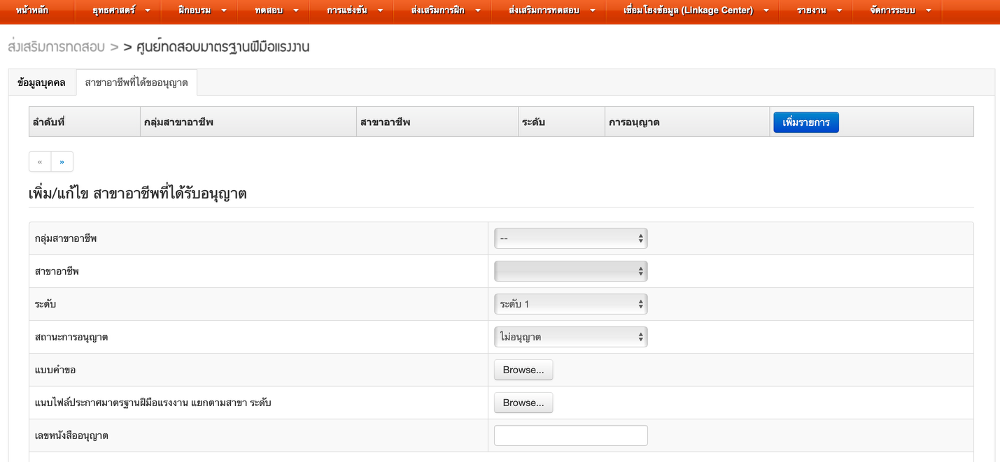 หน้าหลัก ยุทธศาสตร์ ฝึกอบรม ทดสอบ การแข่งขัน ส่งเสริมการฝึก ส่งเสริมการทดสอบ เชื่อมโยงข้อมูล (Linkage Center) รายงาน จัดการระบบ
ส่งเสริมการทดสอบ > > ศูนย์ทดสอบมาตรฐานฝีมือแรงงาน
ข้อมูลบุคคล สาชาอาชีพที่ได้ขออนุญาต
ลำดับที่ กลุ่มสาขาอาชีพ สาขาอาชีพ ระดับ การอนุญาต เพิ่มรายการ
« »
เพิ่ม/แก้ไข สาขาอาชีพที่ได้รับอนุญาต
กลุ่มสาขาอาชีพ --
สาขาอาชีพ
ระดับ ระดับ 1
สถานะการอนุญาต ไม่อนุญาต
แบบคำขอ Browse...
แนบไฟล์ประกาศมาตรฐานฝีมือแรงงาน แยกตามสาขา ระดับ Browse...
เลขหนังสืออนุญาต